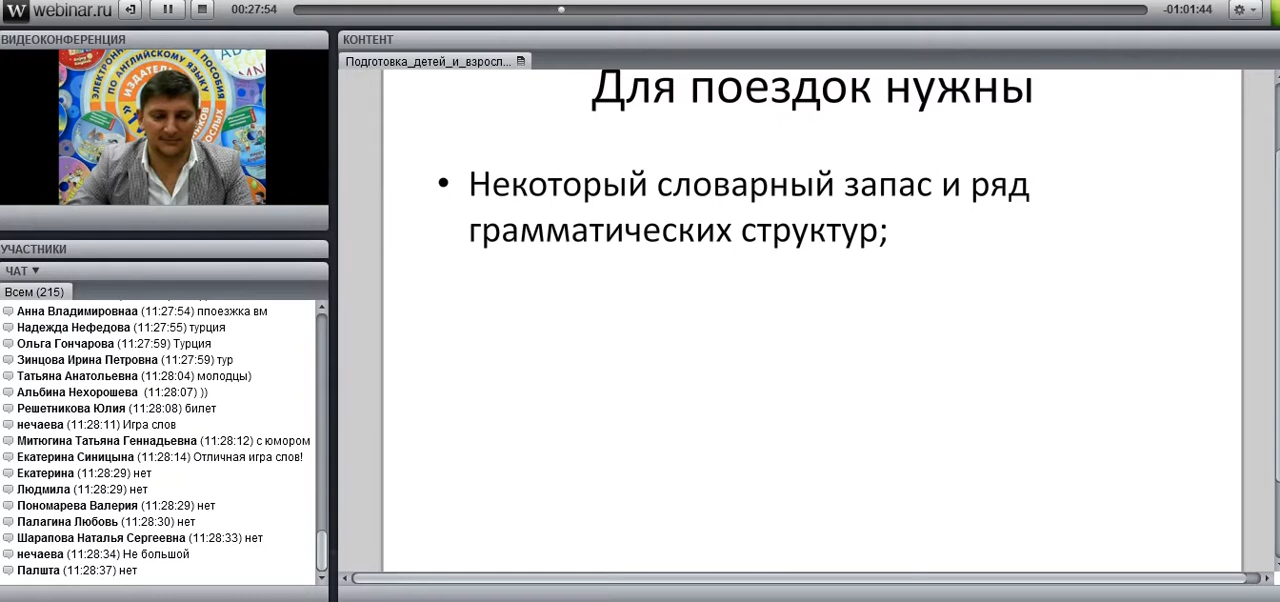 W webinar.ru 00:27:54 -01:01:44
ВИДЕОКОНФЕРЕНЦИЯ
ЭЛЕКТРОННЫЕ ПОСОБИЯ
ПО АНГЛИЙСКОМУ ЯЗЫКУ
УЧАСТНИКИ
ЧАТ
Всем (215)
Анна Владимировнаа (11:27:54) ппоезжка вм
Надежда Нефедова (11:27:55) турция
Ольга Гончарова (11:27:59) Турция
Зинцова Ирина Петровна (11:27:59) тур
Татьяна Анатольевна (11:28:04) молодцы)
Альбина Нехорошева (11:28:07) ))
Решетникова Юлия (11:28:08) билет
нечаева (11:28:11) Игра слов
Митюгина Татьяна Геннадьевна (11:28:12) с юмором
Екатерина Синицына (11:28:14) Отличная игра слов!
Екатерина (11:28:29) нет
Людмила (11:28:29) нет
Пономарева Валерия (11:28:29) нет
Палагина Любовь (11:28:30) нет
Шарапова Наталья Сергеевна (11:28:33) нет
нечаева (11:28:34) Не большой
Палшта (11:28:37) нет
КОНТЕНТ
Подготовка_детей_и_взросл...
Для поездок нужны
• Некоторый словарный запас и ряд
грамматических структур;